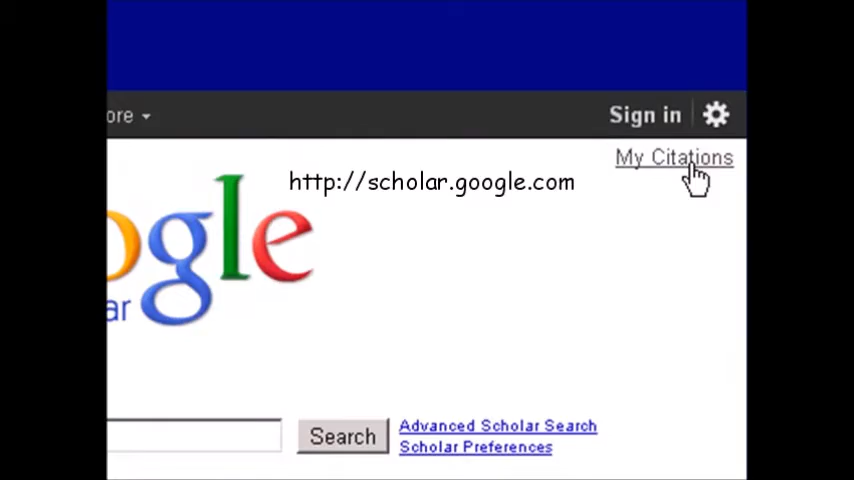 ore
Sign in
My Citations
http://scholar.google.com
ogle
ar
Search
Advanced Scholar Search
Scholar Preferences